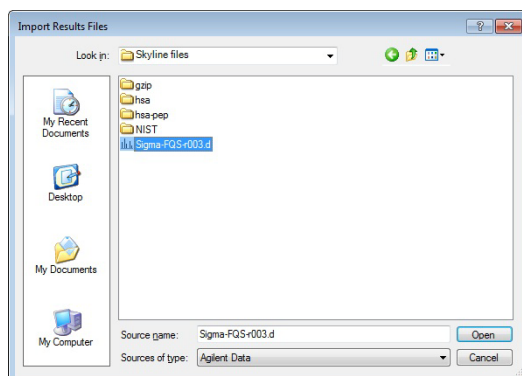 Import Results Files
Look in: Skyline files
gzip
hsa
hsa-pep
NIST
Sigma-FQS-r003.d
My Recent
Documents
Desktop
My Documents
My Computer
Source name: Sigma-FQS-r003.d Open
Sources of type: Agilent Data Cancel